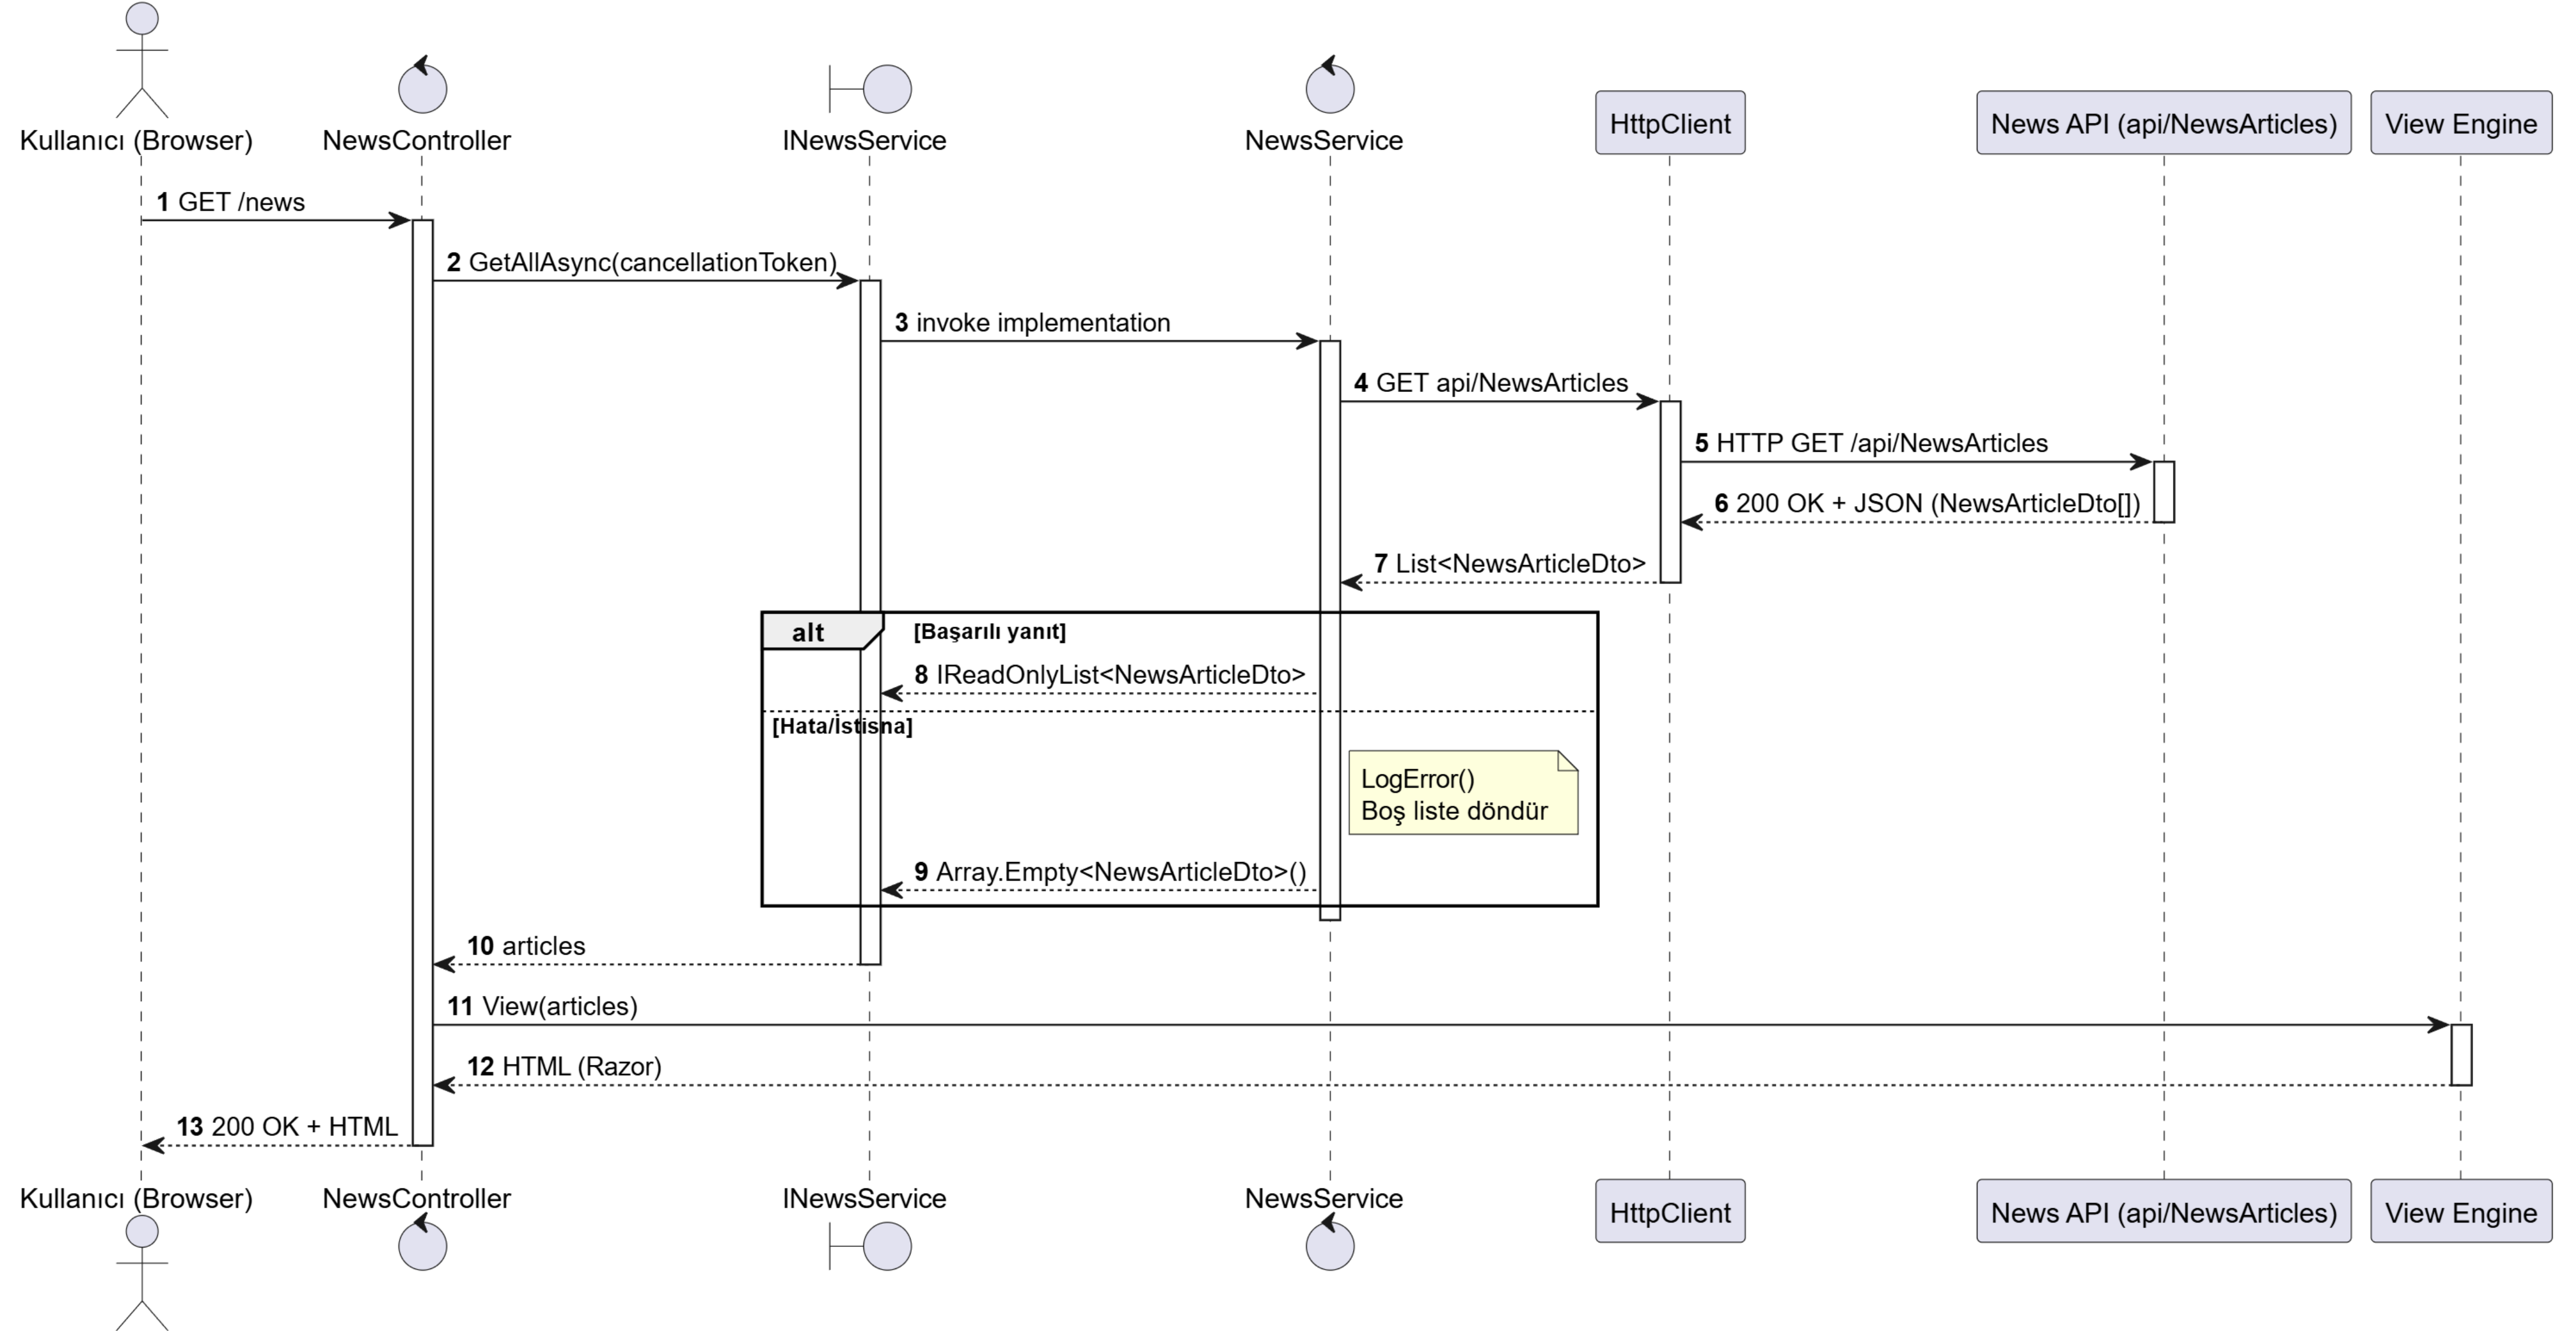 Kullanıcı (Browser)
NewsController
INewsService
NewsService
HttpClient
News API (api/NewsArticles)
View Engine
1 GET /news
2 GetAllAsync(cancellationToken)
3 invoke implementation
4 GET api/NewsArticles
5 HTTP GET /api/NewsArticles
6 200 OK + JSON (NewsArticleDto[])
7 List<NewsArticleDto>
alt
[Başarılı yanıt]
8 IReadOnlyList<NewsArticleDto>
[Hata/İstisna]
LogError()
Boş liste döndür
9 Array.Empty<NewsArticleDto>()
10 articles
11 View(articles)
12 HTML (Razor)
13 200 OK + HTML
Kullanıcı (Browser)
NewsController
INewsService
NewsService
HttpClient
News API (api/NewsArticles)
View Engine